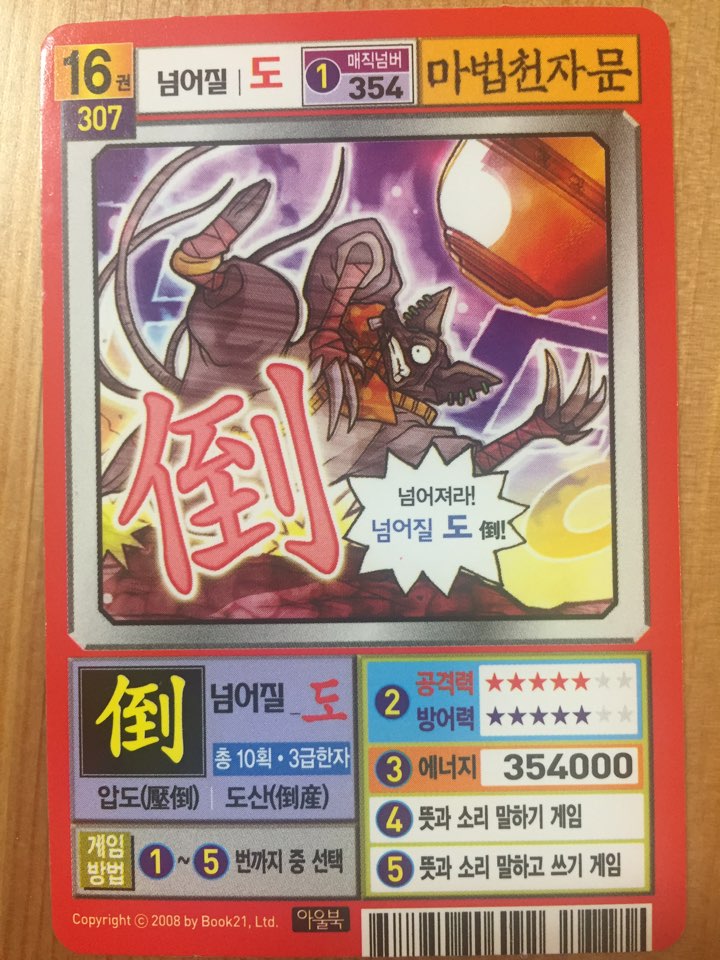 16권
307
넘어질 | 도
1 매직넘버
354
마법천자문
倒
넘어져라!
넘어질 도 倒!
倒
넘어질_도
총 10획 • 3급한자
압도(壓倒) | 도산(倒産)
게임
방법
1 ~ 5 번까지 중 선택
2 공격력 ★★★★★★★
방어력 ★★★★★★★
3 에너지 354000
4 뜻과 소리 말하기 게임
5 뜻과 소리 말하고 쓰기 게임
Copyright ⓒ 2008 by Book21, Ltd. 아울북